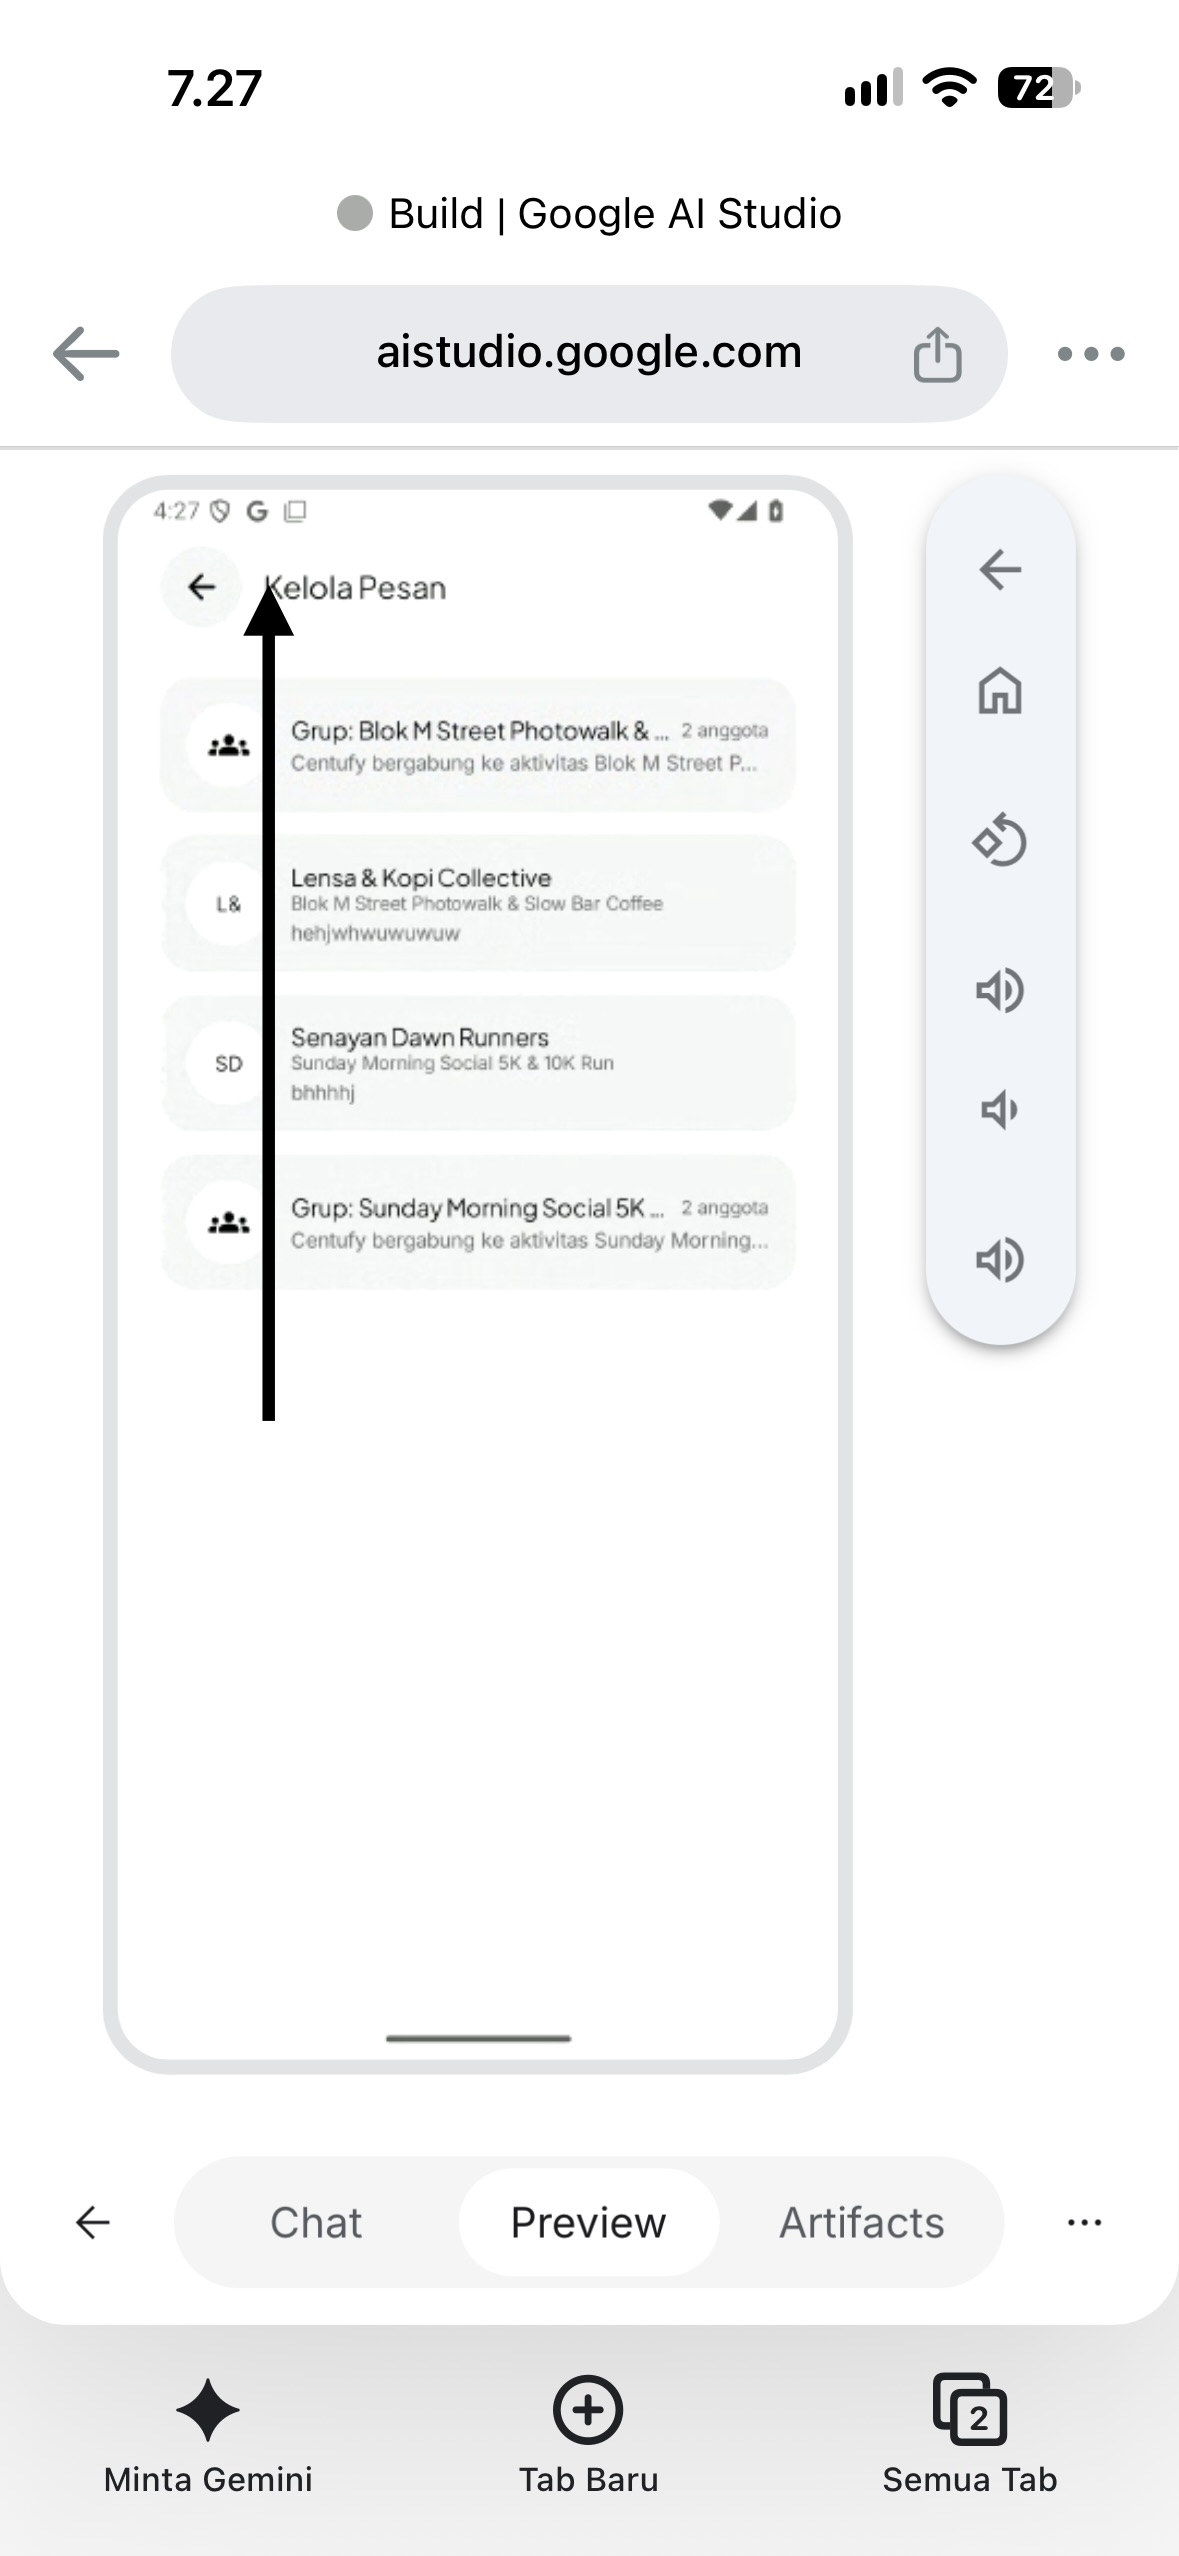 7.27
72
Build | Google AI Studio
aistudio.google.com
4:27 G
Kelola Pesan
Grup: Blok M Street Photowalk & ... 2 anggota
Centufy bergabung ke aktivitas Blok M Street P...
L&
Lensa & Kopi Collective
Blok M Street Photowalk & Slow Bar Coffee
hehjwhwuwuwuw
SD
Senayan Dawn Runners
Sunday Morning Social 5K & 10K Run
bhhhhj
Grup: Sunday Morning Social 5K ... 2 anggota
Centufy bergabung ke aktivitas Sunday Morning...
Chat Preview Artifacts
2
Minta Gemini Tab Baru Semua Tab